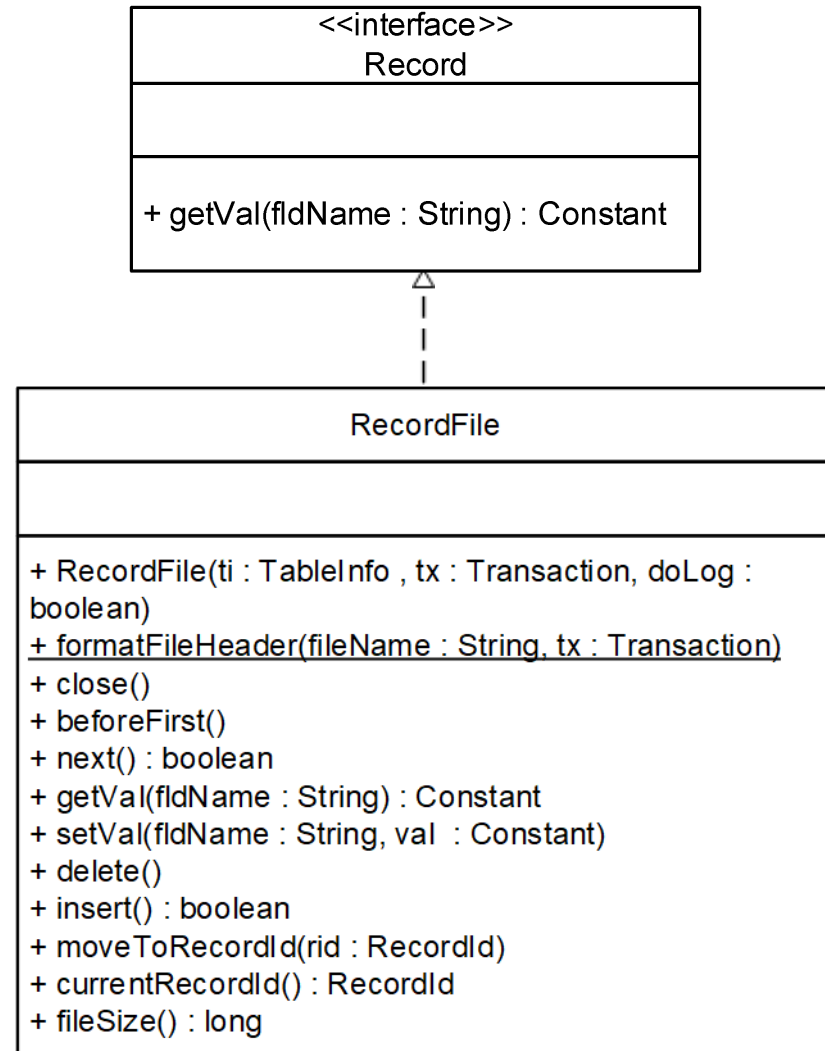 <<interface>>
Record
+ getVal(fldName : String) : Constant
RecordFile
+ RecordFile(ti : TableInfo , tx : Transaction, doLog :
boolean)
+ formatFileHeader(fileName : String, tx : Transaction)
+ close()
+ beforeFirst()
+ next() : boolean
+ getVal(fldName : String) : Constant
+ setVal(fldName : String, val  : Constant)
+ delete()
+ insert() : boolean
+ moveToRecordId(rid : RecordId)
+ currentRecordId() : RecordId
+ fileSize() : long